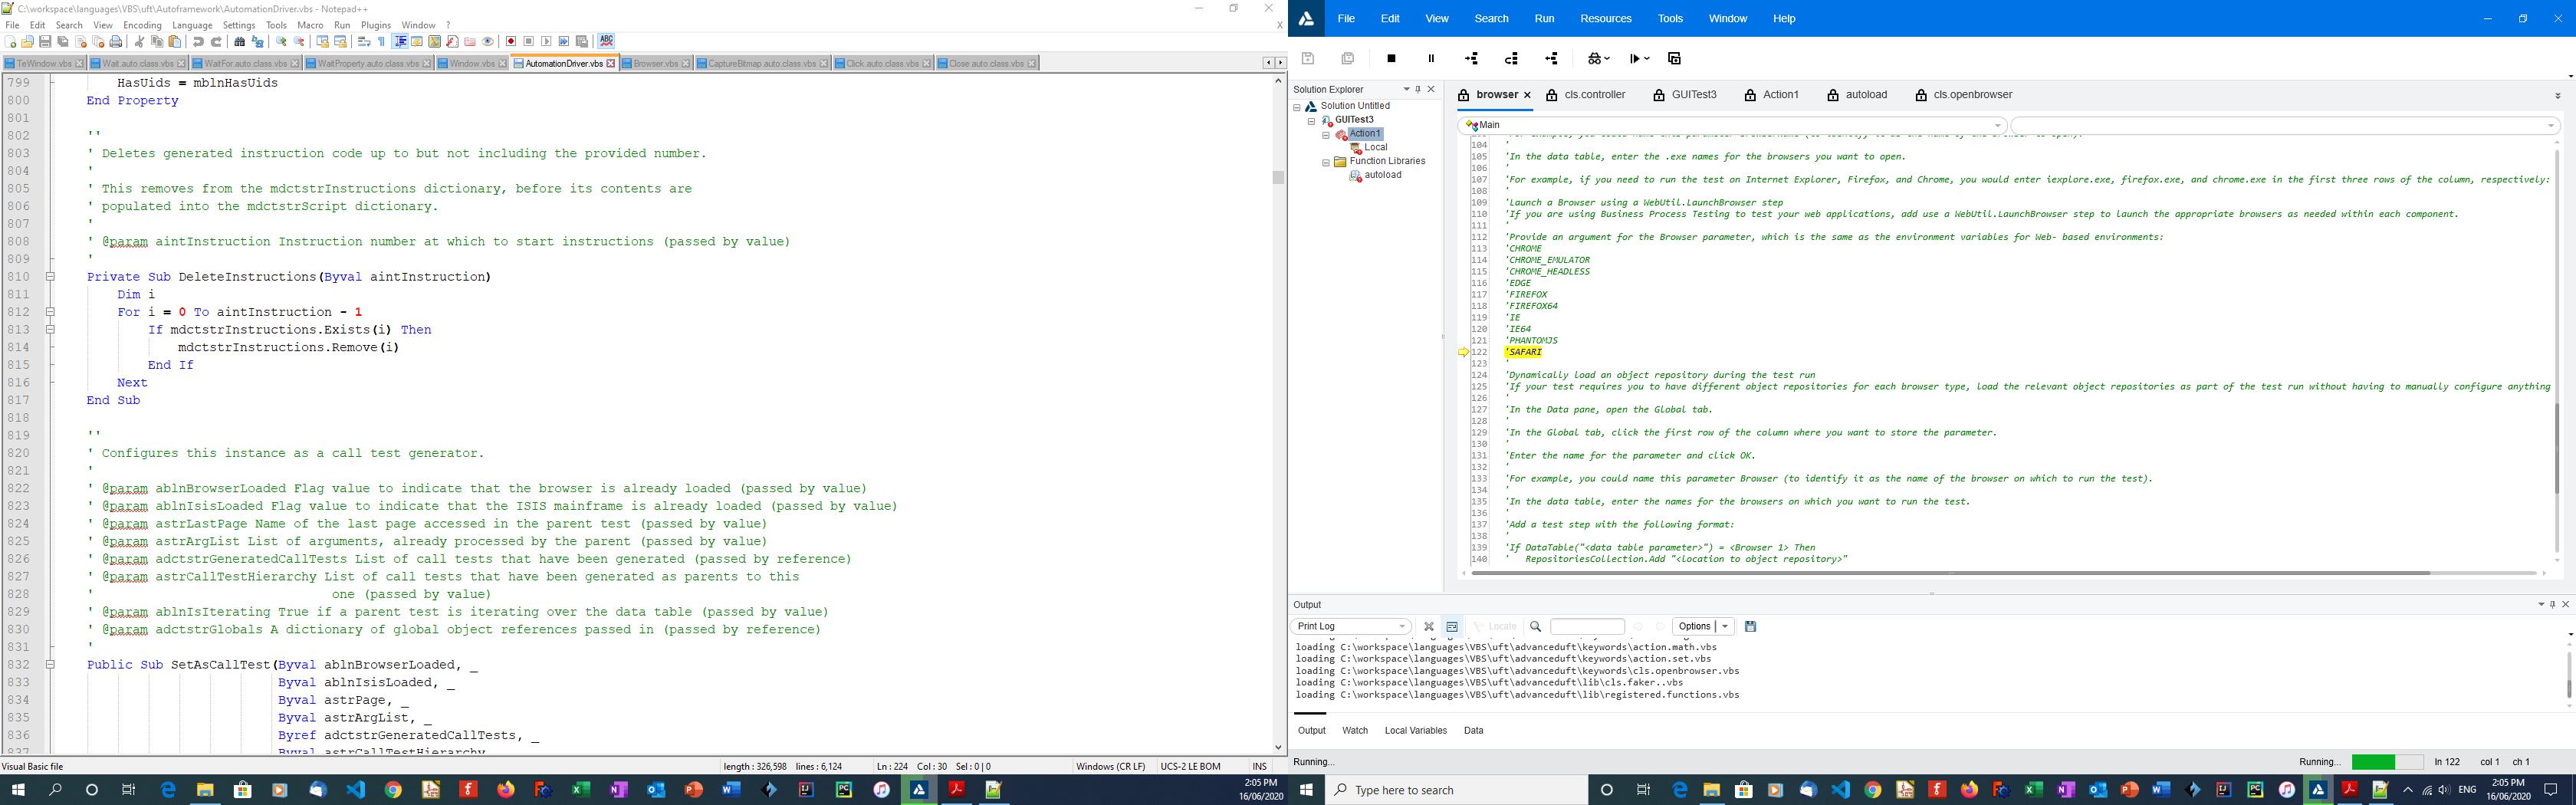 C:\workspace\languages\VBS\uft\Autoframework\AutomationDriver.vbs - Notepad++
File Edit Search View Encoding Language Settings Tools Macro Run Plugins Window ?
TeWindow.vbs Wait.auto.class.vbs WaitFor.auto.class.vbs WaitProperty.auto.class.vbs Window.vbs AutomationDriver.vbs Browser.vbs CaptureBitmap.auto.class.vbs Click.auto.class.vbs Close.auto.class.vbs
799 HasUids = mblnHasUids
800 End Property
801
802 ''
803 ' Deletes generated instruction code up to but not including the provided number.
804 '
805 ' This removes from the mdctstrInstructions dictionary, before its contents are
806 ' populated into the mdctstrScript dictionary.
807 '
808 ' @param aintInstruction Instruction number at which to start instructions (passed by value)
809 '
810 Private Sub DeleteInstructions(Byval aintInstruction)
811 Dim i
812 For i = 0 To aintInstruction - 1
813 If mdctstrInstructions.Exists(i) Then
814 mdctstrInstructions.Remove(i)
815 End If
816 Next
817 End Sub
818
819 ''
820 ' Configures this instance as a call test generator.
821 '
822 ' @param ablnBrowserLoaded Flag value to indicate that the browser is already loaded (passed by value)
823 ' @param ablnIsisLoaded Flag value to indicate that the ISIS mainframe is already loaded (passed by value)
824 ' @param astrLastPage Name of the last page accessed in the parent test (passed by value)
825 ' @param astrArgList List of arguments, already processed by the parent (passed by value)
826 ' @param adctstrGeneratedCallTests List of call tests that have been generated (passed by reference)
827 ' @param astrCallTestHierarchy List of call tests that have been generated as parents to this
828 ' one (passed by value)
829 ' @param ablnIsIterating True if a parent test is iterating over the data table (passed by value)
830 ' @param adctstrGlobals A dictionary of global object references passed in (passed by reference)
831 '
832 Public Sub SetAsCallTest(Byval ablnBrowserLoaded, _
833 Byval ablnIsisLoaded, _
834 Byval astrPage, _
835 Byval astrArgList, _
836 Byref adctstrGeneratedCallTests, _
837 Byval astrCallTestHierarchy
Visual Basic file length : 326,598 lines : 6,124 Ln : 224 Col : 30 Sel : 0 | 0 Windows (CR LF) UCS-2 LE BOM INS
2:05 PM
16/06/2020
File Edit View Search Run Resources Tools Window Help
Solution Explorer
Solution Untitled
GUITest3
Action1
Local
Function Libraries
autoload
browser cls.controller GUITest3 Action1 autoload cls.openbrowser
Main
104 '
105 'In the data table, enter the .exe names for the browsers you want to open.
106 '
107 'For example, if you need to run the test on Internet Explorer, Firefox, and Chrome, you would enter iexplore.exe, firefox.exe, and chrome.exe in the first three rows of the column, respectively:
108 '
109 'Launch a Browser using a WebUtil.LaunchBrowser step
110 'If you are using Business Process Testing to test your web applications, add use a WebUtil.LaunchBrowser step to launch the appropriate browsers as needed within each component.
111 '
112 'Provide an argument for the Browser parameter, which is the same as the environment variables for Web- based environments:
113 'CHROME
114 'CHROME_EMULATOR
115 'CHROME_HEADLESS
116 'EDGE
117 'FIREFOX
118 'FIREFOX64
119 'IE
120 'IE64
121 'PHANTOMJS
122 'SAFARI
123 '
124 'Dynamically load an object repository during the test run
125 'If your test requires you to have different object repositories for each browser type, load the relevant object repositories as part of the test run without having to manually configure anything
126 '
127 'In the Data pane, open the Global tab.
128 '
129 'In the Global tab, click the first row of the column where you want to store the parameter.
130 '
131 'Enter the name for the parameter and click OK.
132 '
133 'For example, you could name this parameter Browser (to identify it as the name of the browser on which to run the test).
134 '
135 'In the data table, enter the names for the browsers on which you want to run the test.
136 '
137 'Add a test step with the following format:
138 '
139 'If DataTable("<data table parameter>") = <Browser 1> Then
140 ' RepositoriesCollection.Add "<location to object repository>"
Output
Print Log Locate Options
loading C:\workspace\languages\VBS\uft\advanceduft\keywords\action.math.vbs
loading C:\workspace\languages\VBS\uft\advanceduft\keywords\action.set.vbs
loading C:\workspace\languages\VBS\uft\advanceduft\keywords\cls.openbrowser.vbs
loading C:\workspace\languages\VBS\uft\advanceduft\lib\cls.faker..vbs
loading C:\workspace\languages\VBS\uft\advanceduft\lib\registered.functions.vbs
Output Watch Local Variables Data
Running... Running... ln 122 col 1 ch 1
Type here to search
ENG
2:05 PM
16/06/2020